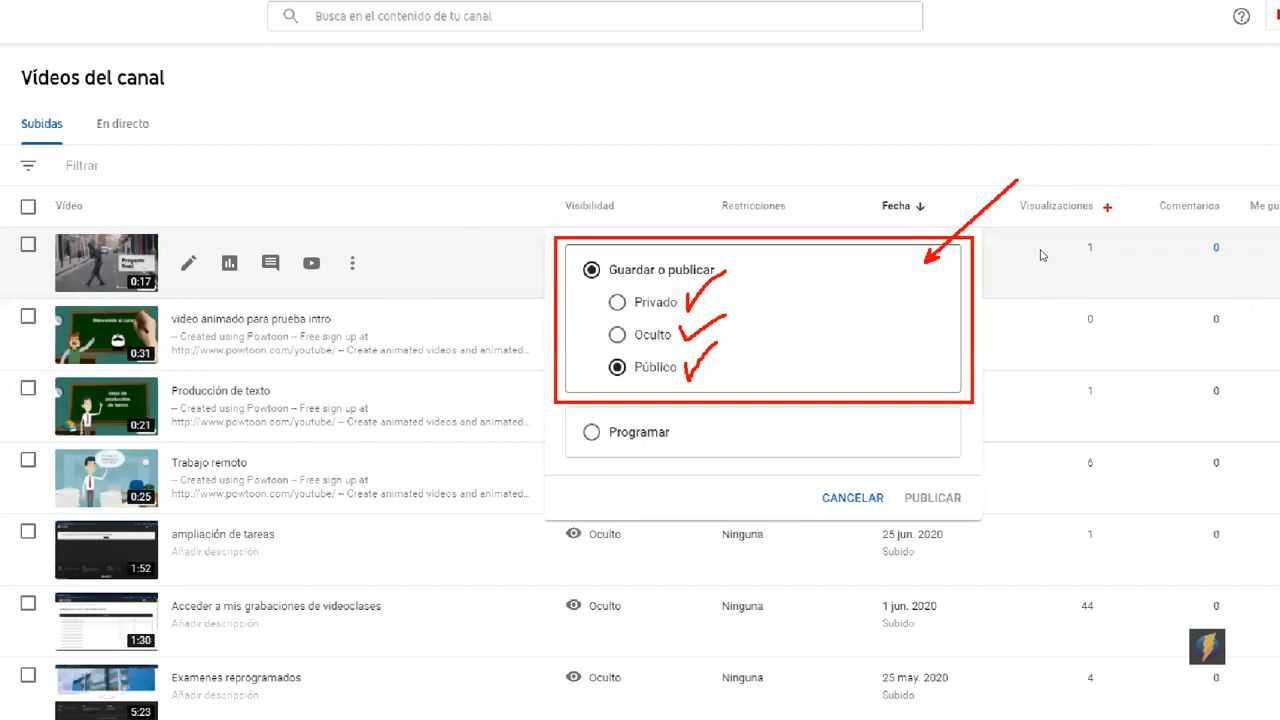 Busca en el contenido de tu canal
Vídeos del canal
Subidas En directo
Filtrar
Vídeo Visibilidad Restricciones Fecha Visualizaciones Comentarios Me gu
Proyecto final
0:17
Guardar o publicar
Privado
Oculto
Público
Programar
CANCELAR PUBLICAR
1 0
Bienvenido al
0:31
video animado para prueba intro
-- Created using Powtoon -- Free sign up at
http://www.powtoon.com/youtube/ -- Create animated videos and animated...
0 0
0:21
Producción de texto
-- Created using Powtoon -- Free sign up at
http://www.powtoon.com/youtube/ -- Create animated videos and animated...
1 0
0:25
Trabajo remoto
-- Created using Powtoon -- Free sign up at
http://www.powtoon.com/youtube/ -- Create animated videos and animated...
6 0
1:52
ampliación de tareas
Añadir descripción
Oculto Ninguna 25 jun. 2020 1 0
Subido
1:30
Acceder a mis grabaciones de videoclases
Añadir descripción
Oculto Ninguna 1 jun. 2020 44 0
Subido
5:23
Examenes reprogramados
Añadir descripción
Oculto Ninguna 25 may. 2020 4 0
Subido